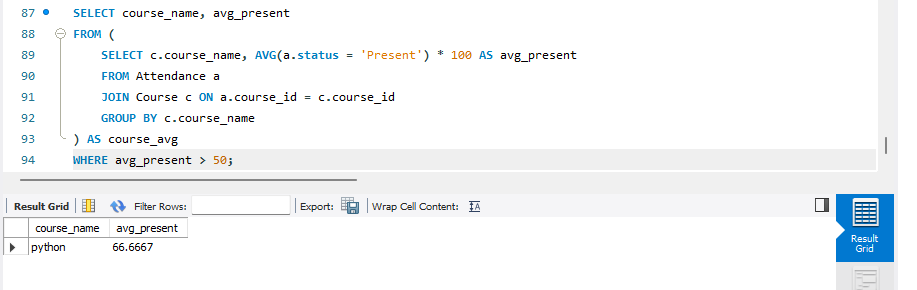 87 SELECT course_name, avg_present
88 FROM (
89 SELECT c.course_name, AVG(a.status = 'Present') * 100 AS avg_present
90 FROM Attendance a
91 JOIN Course c ON a.course_id = c.course_id
92 GROUP BY c.course_name
93 ) AS course_avg
94 WHERE avg_present > 50;
Result Grid Filter Rows: Export: Wrap Cell Content:
course_name avg_present
python 66.6667
Result
Grid